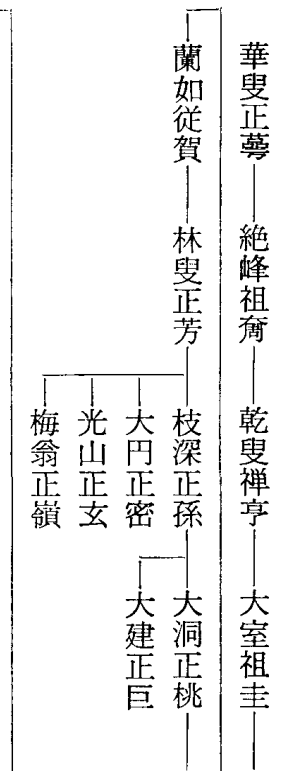 華叟正蕚
絶峰祖奝
乾叟禅亨
大室祖圭
蘭如従賀
林叟正芳
枝深正孫
大洞正桃
大円正密
大建正巨
光山正玄
梅翁正嶺